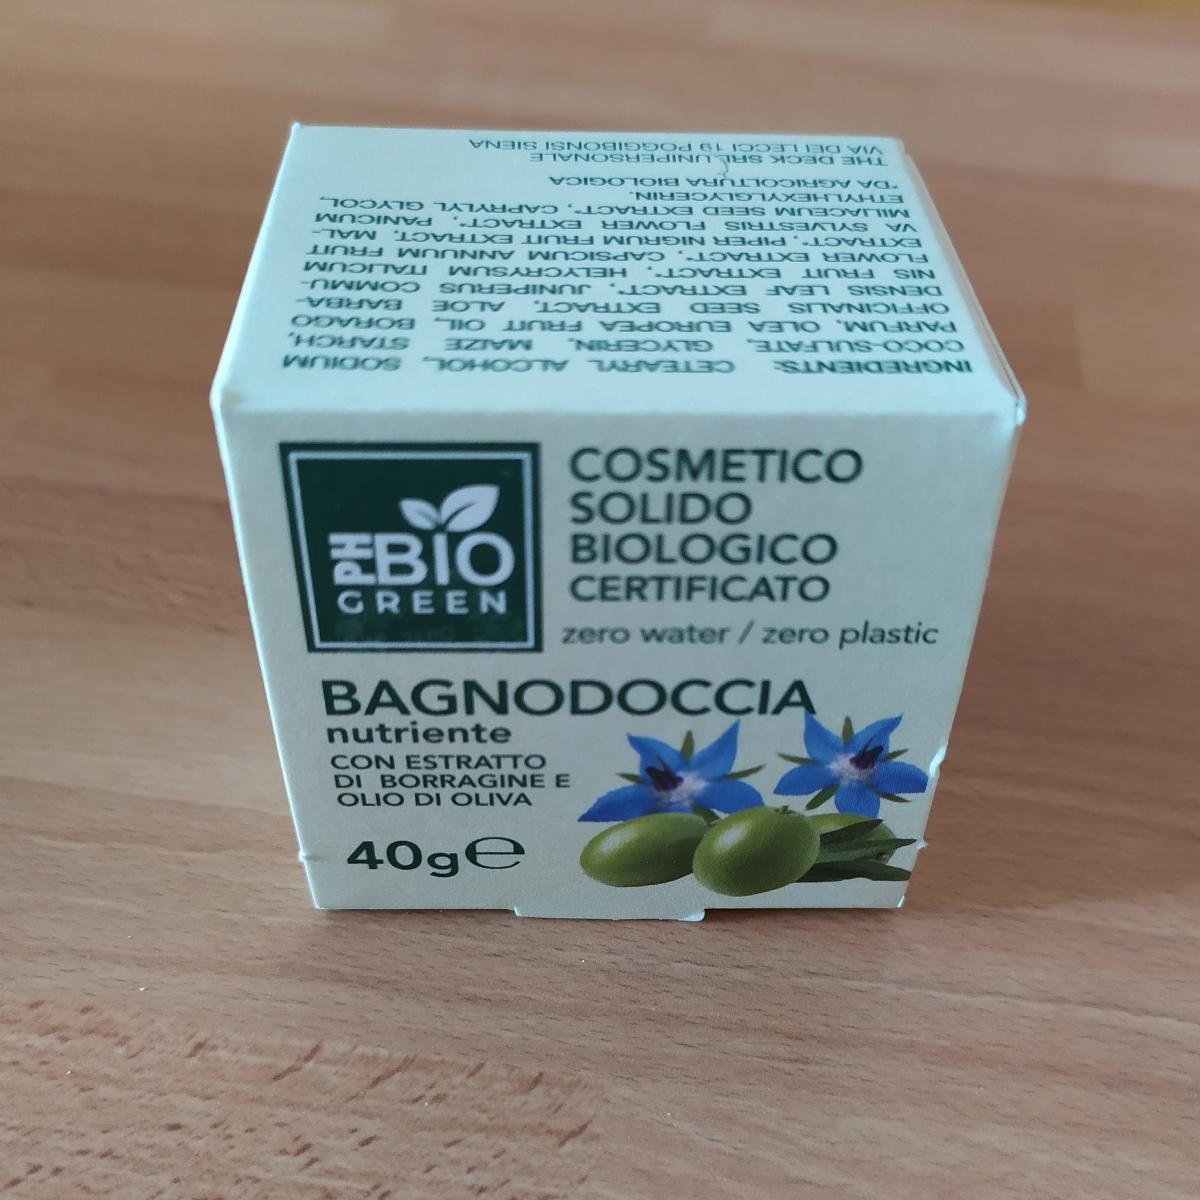 PH BIO
GREEN
COSMETICO
SOLIDO
BIOLOGICO
CERTIFICATO
zero water / zero plastic
BAGNODOCCIA
nutriente
CON ESTRATTO
DI BORRAGINE E
OLIO DI OLIVA
40g℮
INGREDIENTS: CETEARYL ALCOHOL, SODIUM
COCO-SULFATE, GLYCERIN, MAIZE STARCH,
PARFUM, OLEA EUROPEA FRUIT OIL, BORAGO
OFFICINALIS SEED EXTRACT, ALOE BARBA-
DENSIS LEAF EXTRACT*, JUNIPERUS COMMU-
NIS FRUIT EXTRACT*, HELYCRYSUM ITALICUM
FLOWER EXTRACT*, CAPSICUM ANNUUM FRUIT
EXTRACT*, PIPER NIGRUM FRUIT EXTRACT, MAL-
VA SYLVESTRIS FLOWER EXTRACT*, PANICUM
MILIACEUM SEED EXTRACT*, CAPRYLYL GLYCOL,
ETHYLHEXYLGLYCERIN.
*DA AGRICOLTURA BIOLOGICA
THE DECK SRL UNIPERSONALE
VIA DEI LECCI 19 POGGIBONSI SIENA